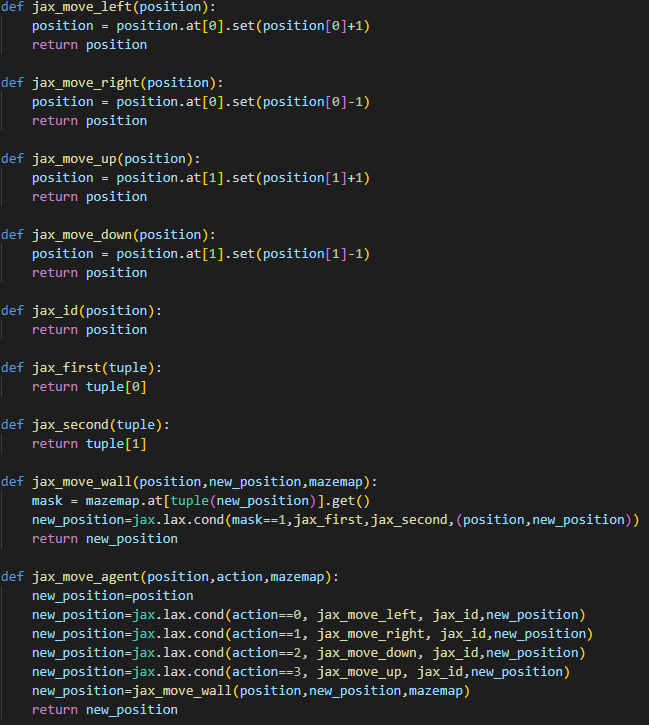 def jax_move_left(position):
    position = position.at[0].set(position[0]+1)
    return position

def jax_move_right(position):
    position = position.at[0].set(position[0]-1)
    return position

def jax_move_up(position):
    position = position.at[1].set(position[1]+1)
    return position

def jax_move_down(position):
    position = position.at[1].set(position[1]-1)
    return position

def jax_id(position):
    return position

def jax_first(tuple):
    return tuple[0]

def jax_second(tuple):
    return tuple[1]

def jax_move_wall(position,new_position,mazemap):
    mask = mazemap.at[tuple(new_position)].get()
    new_position=jax.lax.cond(mask==1,jax_first,jax_second,(position,new_position))
    return new_position

def jax_move_agent(position,action,mazemap):
    new_position=position
    new_position=jax.lax.cond(action==0, jax_move_left, jax_id,new_position)
    new_position=jax.lax.cond(action==1, jax_move_right, jax_id,new_position)
    new_position=jax.lax.cond(action==2, jax_move_down, jax_id,new_position)
    new_position=jax.lax.cond(action==3, jax_move_up, jax_id,new_position)
    new_position=jax_move_wall(position,new_position,mazemap)
    return new_position